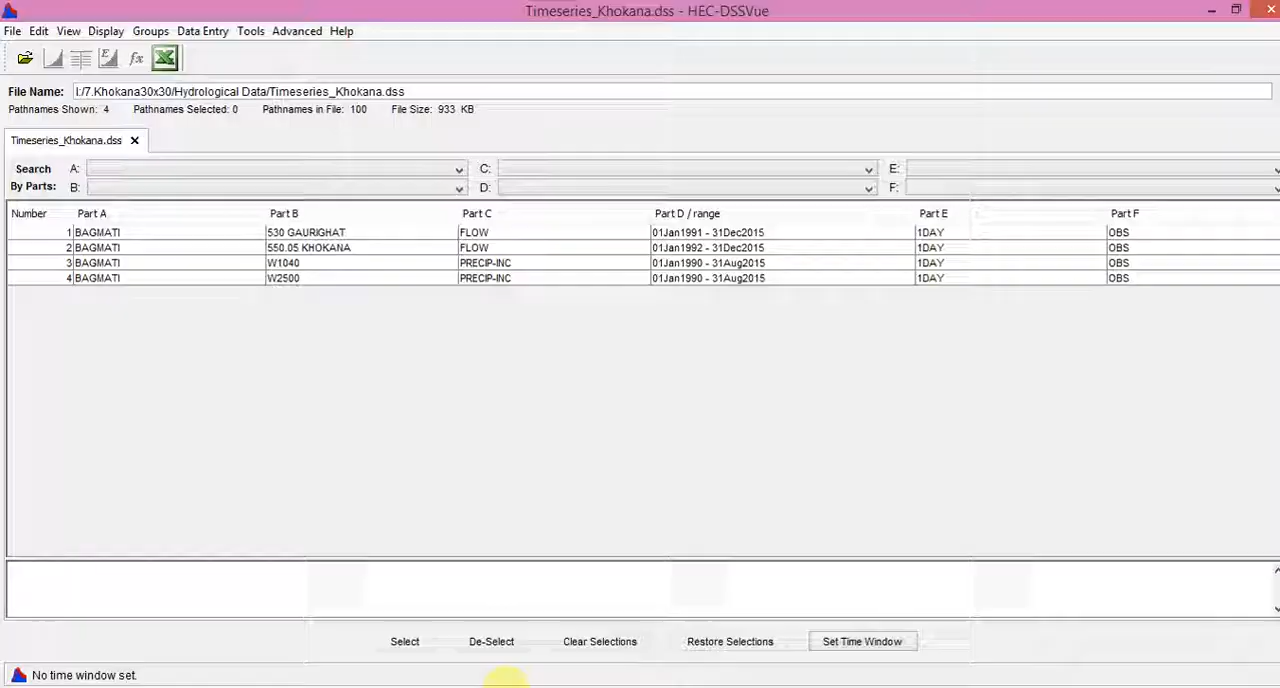 Timeseries_Khokana.dss - HEC-DSSVue
File Edit View Display Groups Data Entry Tools Advanced Help
File Name: I:/7.Khokana30x30/Hydrological Data/Timeseries_Khokana.dss
Pathnames Shown: 4 Pathnames Selected: 0 Pathnames in File: 100 File Size: 933 KB
Timeseries_Khokana.dss
Search A: C: E:
By Parts: B: D: F:
Number Part A Part B Part C Part D / range Part E Part F
1 BAGMATI 530 GAURIGHAT FLOW 01Jan1991 - 31Dec2015 1DAY OBS
2 BAGMATI 550.05 KHOKANA FLOW 01Jan1992 - 31Dec2015 1DAY OBS
3 BAGMATI W1040 PRECIP-INC 01Jan1990 - 31Aug2015 1DAY OBS
4 BAGMATI W2500 PRECIP-INC 01Jan1990 - 31Aug2015 1DAY OBS
Select De-Select Clear Selections Restore Selections Set Time Window
No time window set.